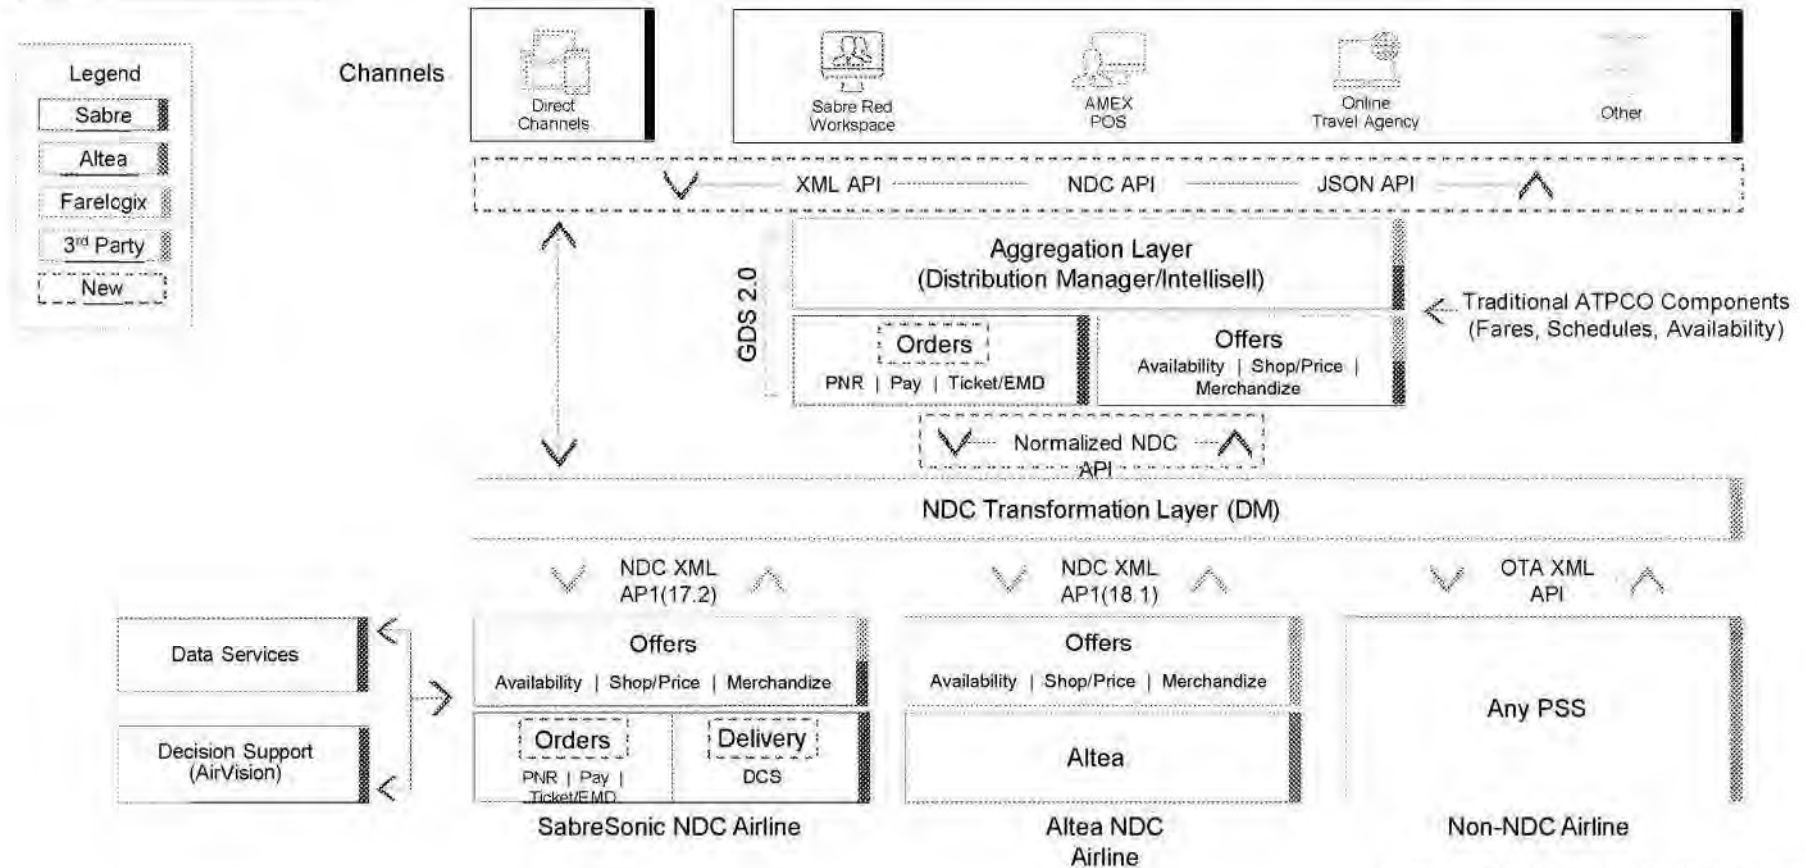 Legend
Sabre
Altea
Farelogix
3rd Party
New
Channels
Direct
Channels
Sabre Red
Workspace
AMEX
POS
Online
Travel Agency
Other
XML API
NDC API
JSON API
GDS 2.0
Aggregation Layer
(Distribution Manager/Intellisell)
Orders
PNR | Pay | Ticket/EMD
Offers
Availability | Shop/Price |
Merchandize
Traditional ATPCO Components
(Fares, Schedules, Availability)
Normalized NDC
API
NDC Transformation Layer (DM)
NDC XML
AP1(17.2)
NDC XML
AP1(18.1)
OTA XML
API
Data Services
Decision Support
(AirVision)
Offers
Availability | Shop/Price | Merchandize
Orders
PNR | Pay |
Ticket/EMD
Delivery
DCS
SabreSonic NDC Airline
Offers
Availability | Shop/Price | Merchandize
Altea
Altea NDC
Airline
Any PSS
Non-NDC Airline